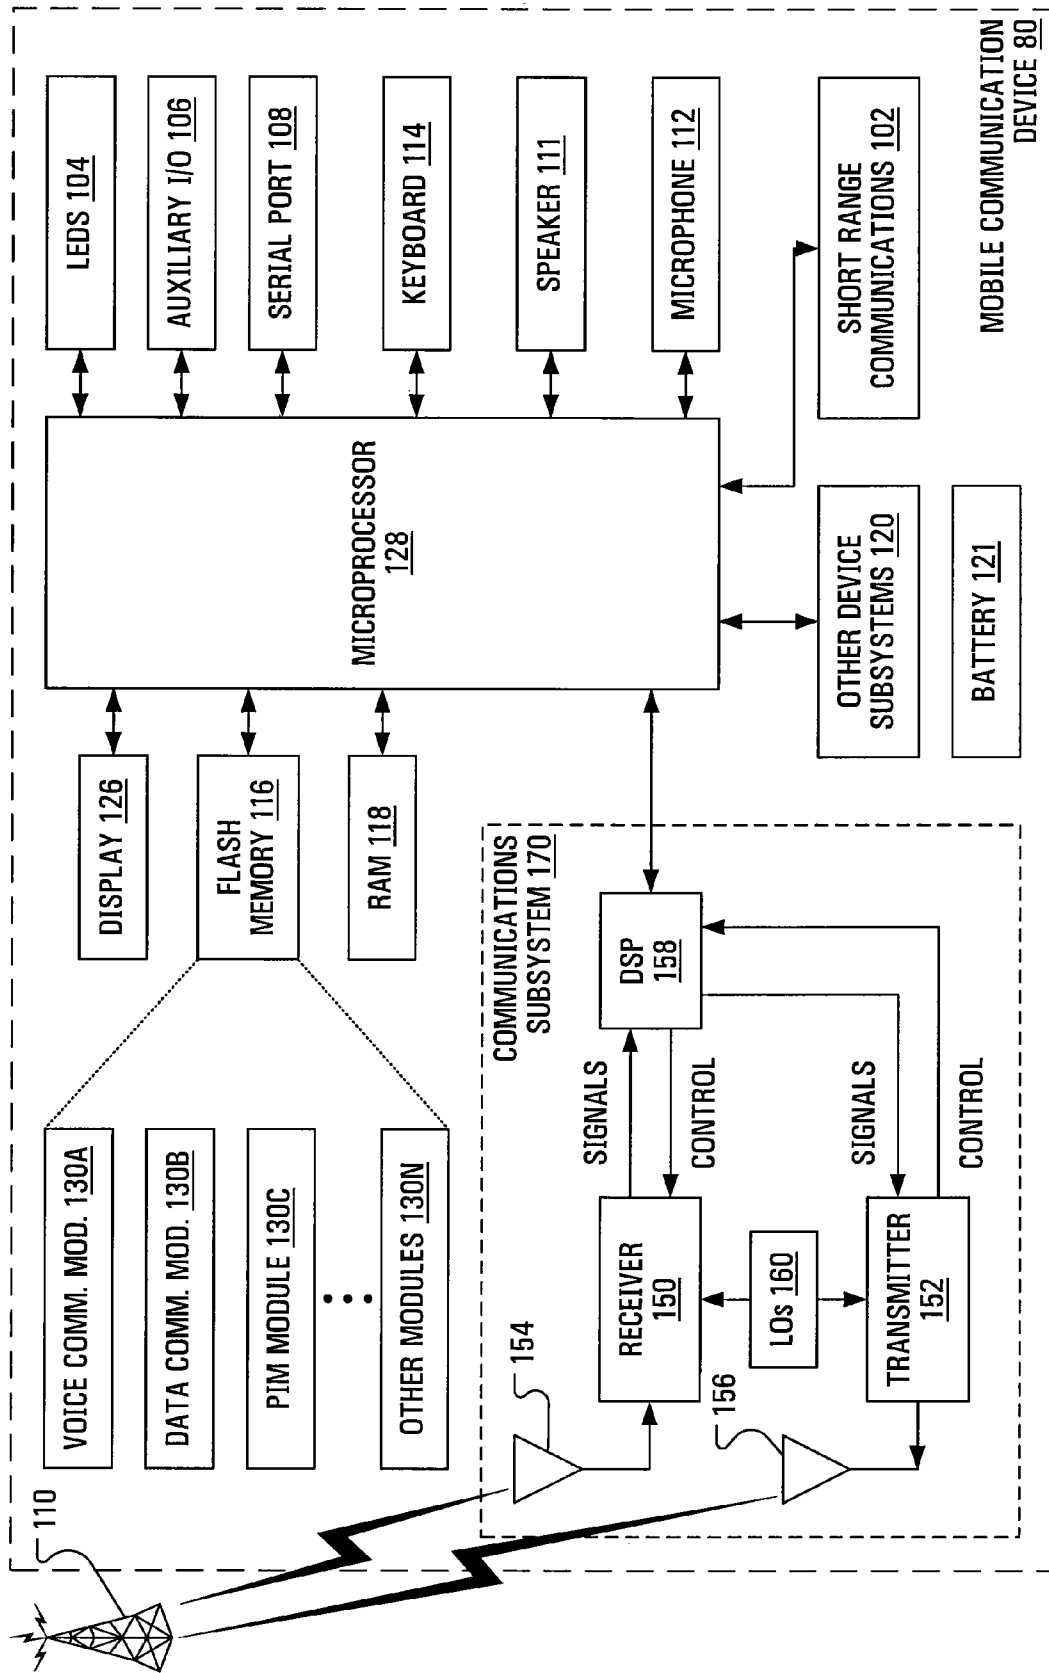 110
VOICE COMM. MOD. 130A
DATA COMM. MOD. 130B
PIM MODULE 130C
OTHER MODULES 130N
DISPLAY 126
FLASH
MEMORY 116
RAM 118
MICROPROCESSOR
128
LEDS 104
AUXILIARY I/O 106
SERIAL PORT 108
KEYBOARD 114
SPEAKER 111
MICROPHONE 112
COMMUNICATIONS
SUBSYSTEM 170
154
RECEIVER
150
SIGNALS
CONTROL
DSP
158
LOs 160
156
TRANSMITTER
152
SIGNALS
CONTROL
OTHER DEVICE
SUBSYSTEMS 120
BATTERY 121
SHORT RANGE
COMMUNICATIONS 102
MOBILE COMMUNICATION
DEVICE 80